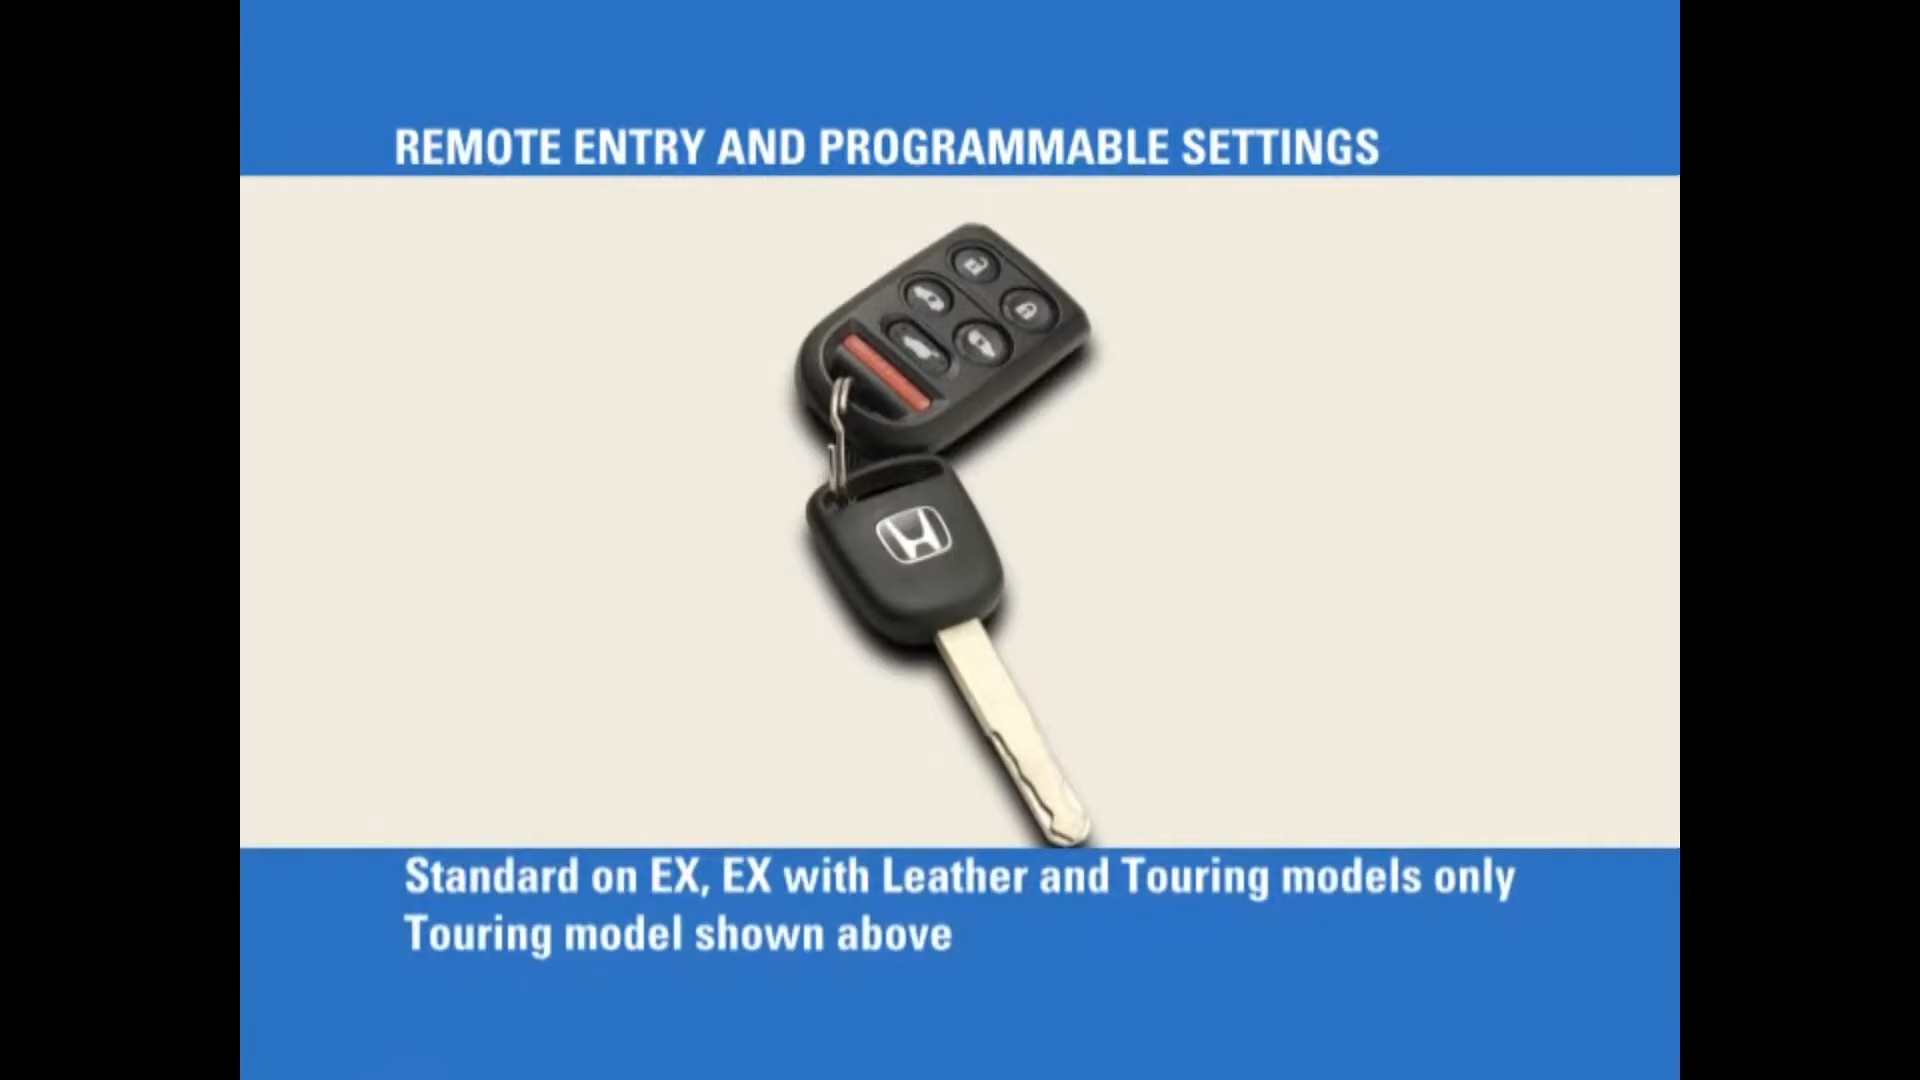 REMOTE ENTRY AND PROGRAMMABLE SETTINGS
Standard on EX, EX with Leather and Touring models only
Touring model shown above